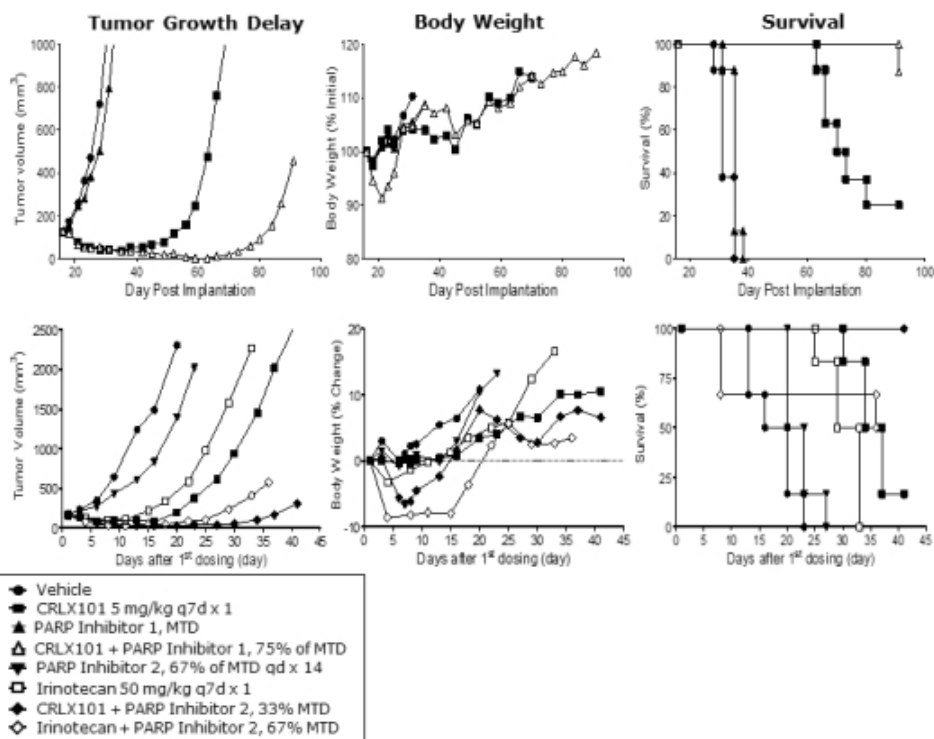 Tumor Growth Delay Body Weight Survival
1000
800
600
400
200
0
20 40 60 80 100
Tumor volume (mm³)
Day Post Implantation
120
110
100
90
80
20 40 60 80 100
Body Weight (% Initial)
Day Post Implantation
100
80
60
40
20
0
20 40 60 80 100
Survival (%)
Day Post Implantation
2500
2000
1500
1000
500
0
0 5 10 15 20 25 30 35 40 45
Tumor Volume (mm³)
Days after 1st dosing (day)
20
10
0
-10
0 5 10 15 20 25 30 35 40 45
Body Weight (% Change)
Days after 1st dosing (day)
100
75
50
25
0
0 5 10 15 20 25 30 35 40 45
Survival (%)
Days after 1st dosing (day)
Vehicle
CRLX101 5 mg/kg q7d x 1
PARP Inhibitor 1, MTD
CRLX101 + PARP Inhibitor 1, 75% of MTD
PARP Inhibitor 2, 67% of MTD qd x 14
Irinotecan 50 mg/kg q7d x 1
CRLX101 + PARP Inhibitor 2, 33% MTD
Irinotecan + PARP Inhibitor 2, 67% MTD